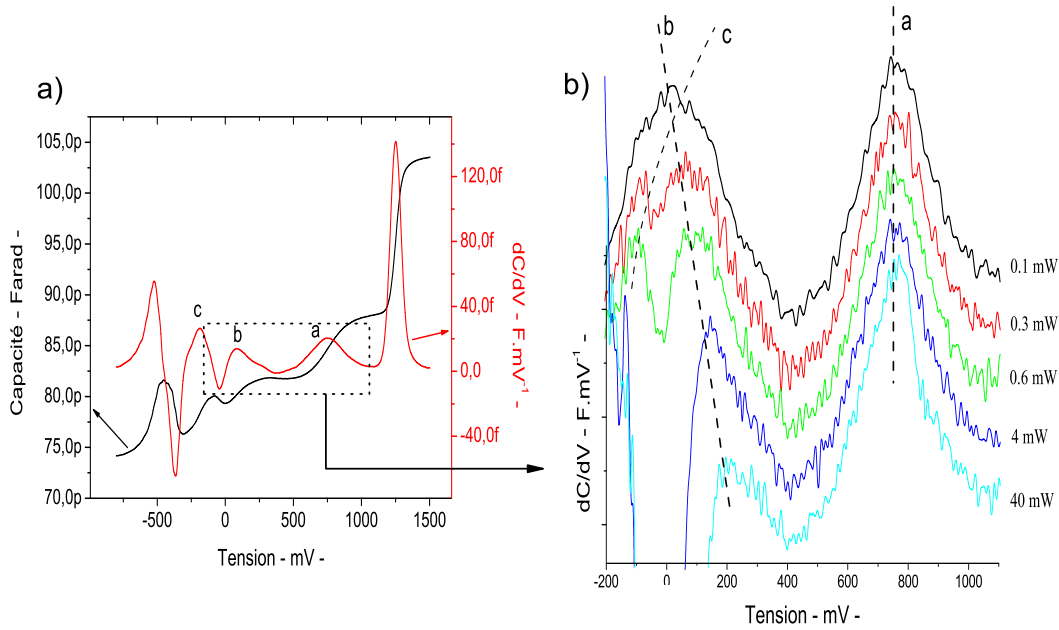 a)
105,0p
100,0p
95,0p
90,0p
85,0p
80,0p
75,0p
70,0p
Capacité - Farad -
-500 0 500 1000 1500
Tension - mV -
120,0f
80,0f
40,0f
0,0
-40,0f
dC/dV - F.mV⁻¹ -
c
b
a
b)
b
c
a
0.1 mW
0.3 mW
0.6 mW
4 mW
40 mW
dC/dV - F.mV⁻¹ -
-200 0 200 400 600 800 1000
Tension - mV -